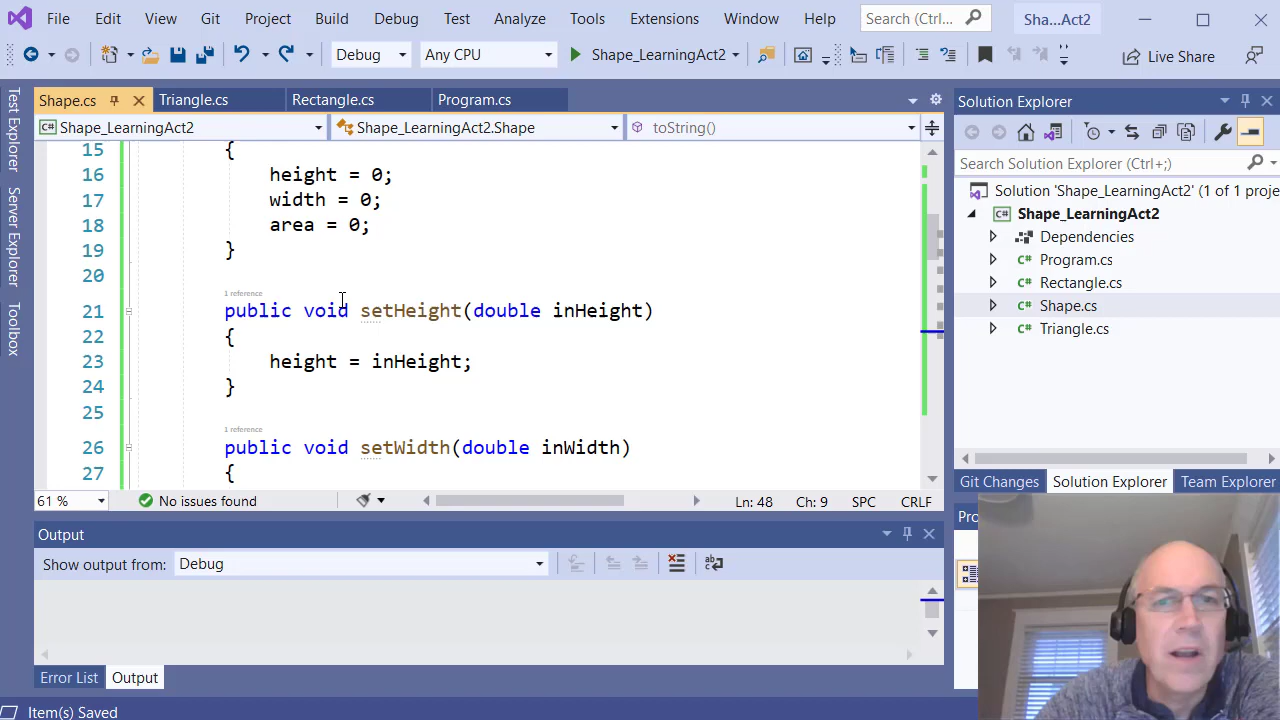 File Edit View Git Project Build Debug Test Analyze Tools Extensions Window Help Search (Ctrl... Sha...Act2
Debug Any CPU Shape_LearningAct2 Live Share
Test Explorer
Server Explorer
Toolbox
Shape.cs Triangle.cs Rectangle.cs Program.cs
Shape_LearningAct2 Shape_LearningAct2.Shape toString()
15 {
16 height = 0;
17 width = 0;
18 area = 0;
19 }
20
1 reference
21 public void setHeight(double inHeight)
22 {
23 height = inHeight;
24 }
25
1 reference
26 public void setWidth(double inWidth)
27 {
61 % No issues found Ln: 48 Ch: 9 SPC CRLF
Output
Show output from: Debug
Error List Output
Item(s) Saved
Solution Explorer
Search Solution Explorer (Ctrl+;)
Solution 'Shape_LearningAct2' (1 of 1 proje
C# Shape_LearningAct2
Dependencies
C# Program.cs
C# Rectangle.cs
C# Shape.cs
C# Triangle.cs
Git Changes Solution Explorer Team Explorer
Pro